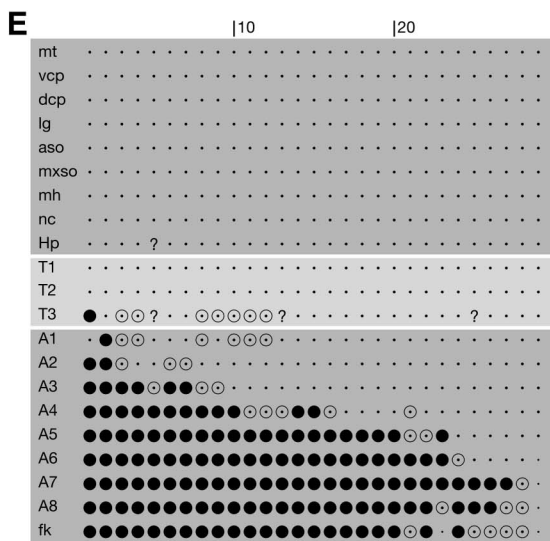 E
|10 |20
mt
vcp
dcp
lg
aso
mxso
mh
nc
Hp ?
T1
T2
T3 ? ? ?
A1
A2
A3
A4
A5
A6
A7
A8
fk